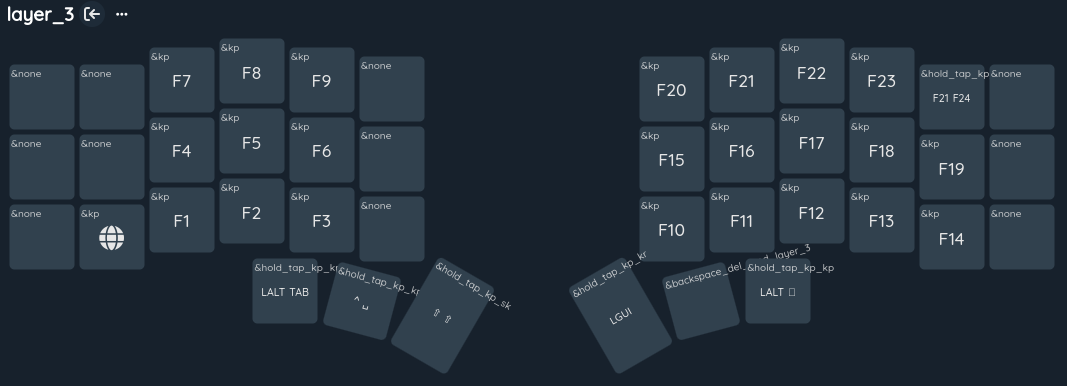 layer_3
&none &none &kp F7 &kp F8 &kp F9 &none &kp F20 &kp F21 &kp F22 &kp F23 &hold_tap_kp F21 F24 &none
&none &none &kp F4 &kp F5 &kp F6 &none &kp F15 &kp F16 &kp F17 &kp F18 &kp F19 &none
&none &kp &kp F1 &kp F2 &kp F3 &none &kp F10 &kp F11 &kp F12 &kp F13 &kp F14 &none
&hold_tap_kp_kr LALT TAB &hold_tap_kp_kr ⌃ ⎵ &hold_tap_kp_sk ⇧ ⇧ &hold_tap_kp_kr LGUI &backspace_del layer_3 &hold_tap_kp_kp LALT